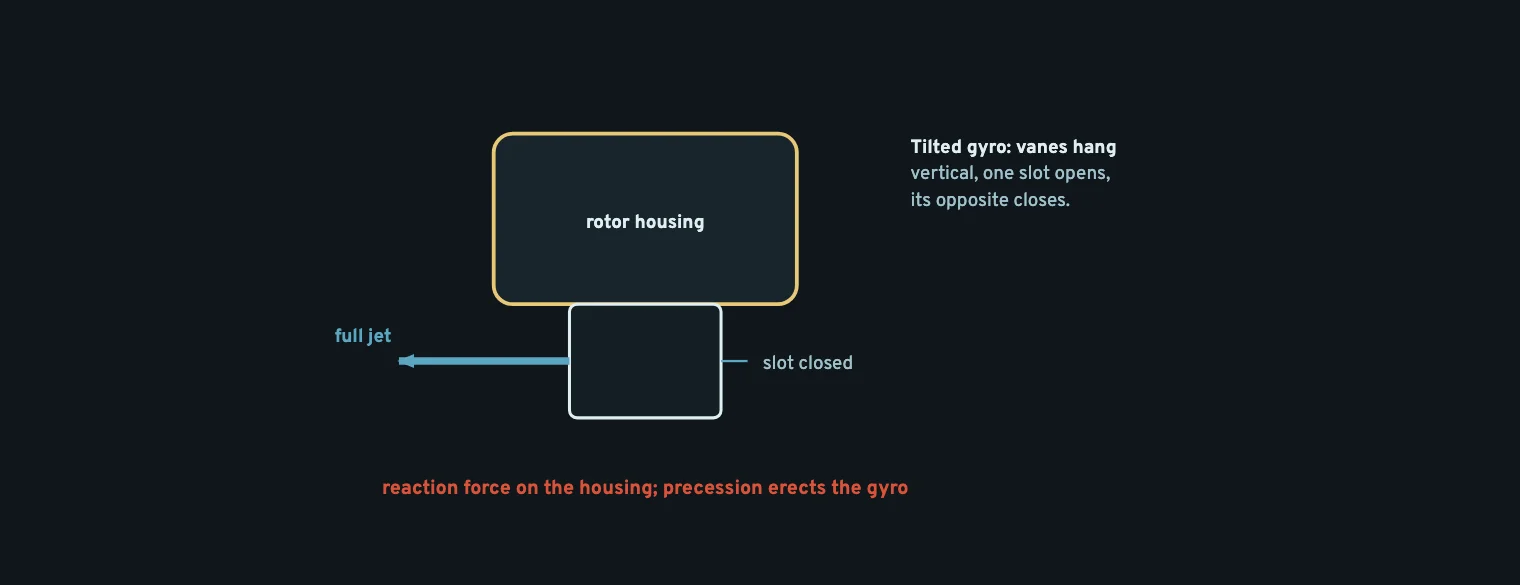 Tilted gyro: vanes hang
vertical, one slot opens,
its opposite closes.
rotor housing
full jet
slot closed
reaction force on the housing; precession erects the gyro